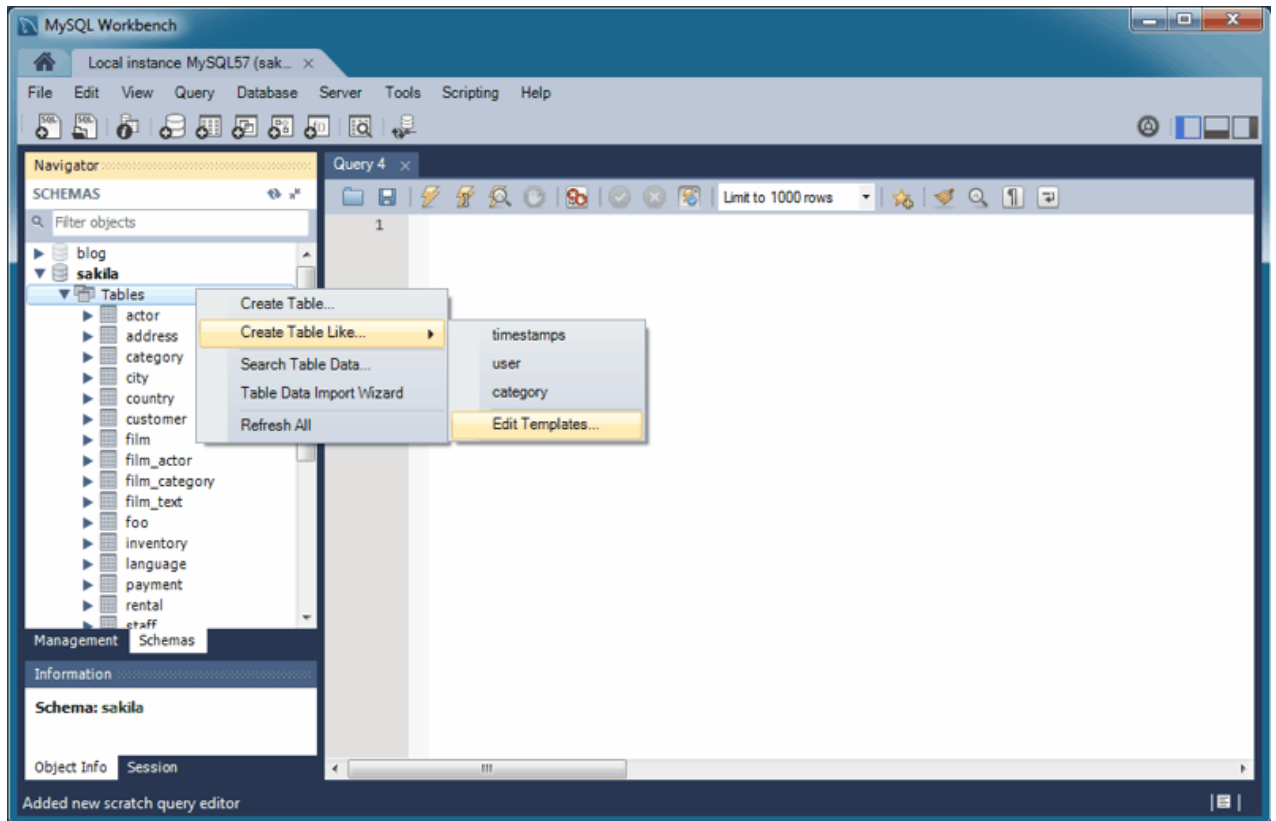 MySQL Workbench
Local instance MySQL57 (sak... ×
File Edit View Query Database Server Tools Scripting Help
Navigator
Query 4 ×
SCHEMAS
Limit to 1000 rows
Filter objects
1
blog
sakila
Tables
actor
address
category
city
country
customer
film
film_actor
film_category
film_text
foo
inventory
language
payment
rental
staff
Create Table...
Create Table Like...
Search Table Data...
Table Data Import Wizard
Refresh All
timestamps
user
category
Edit Templates...
Management Schemas
Information
Schema: sakila
Object Info Session
Added new scratch query editor